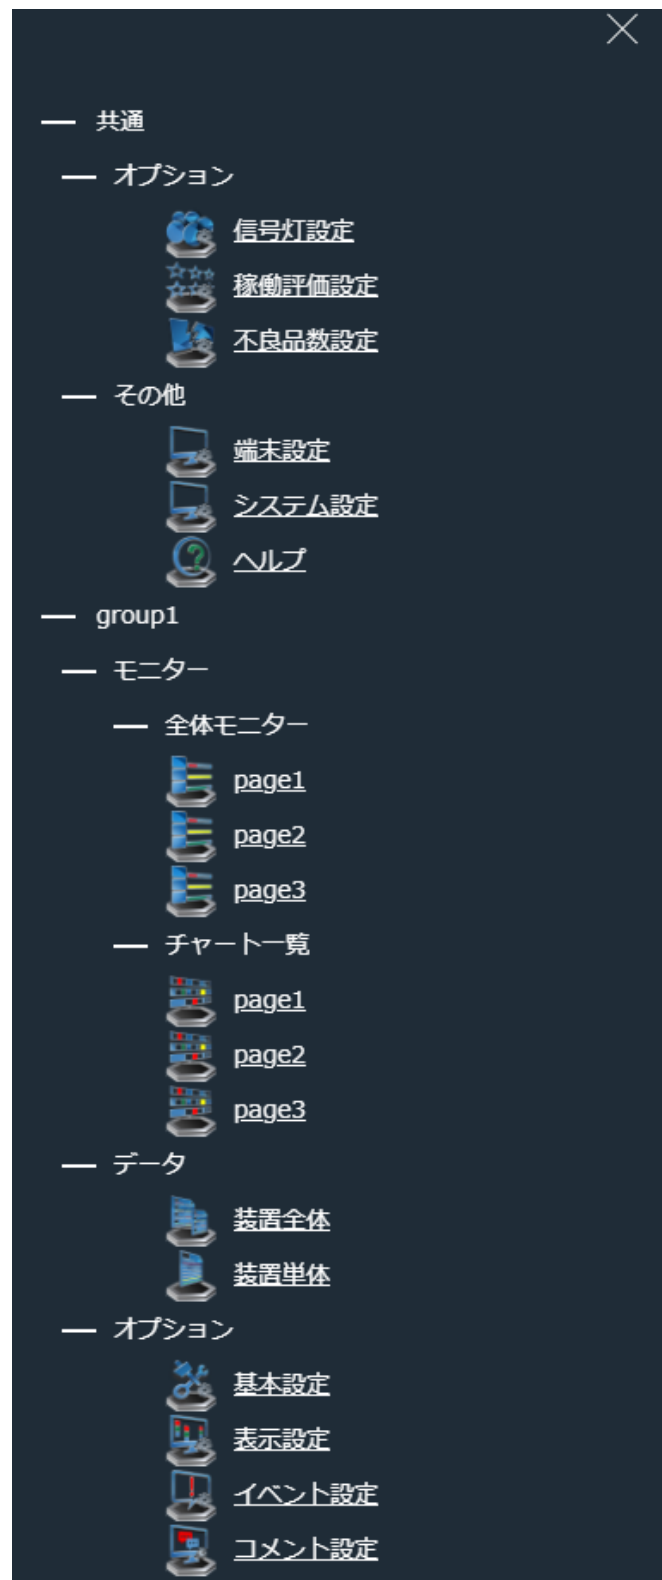 共通
オプション
信号灯設定
稼働評価設定
不良品数設定
その他
端末設定
システム設定
ヘルプ
group1
モニター
全体モニター
page1
page2
page3
チャート一覧
page1
page2
page3
データ
装置全体
装置単体
オプション
基本設定
表示設定
イベント設定
コメント設定